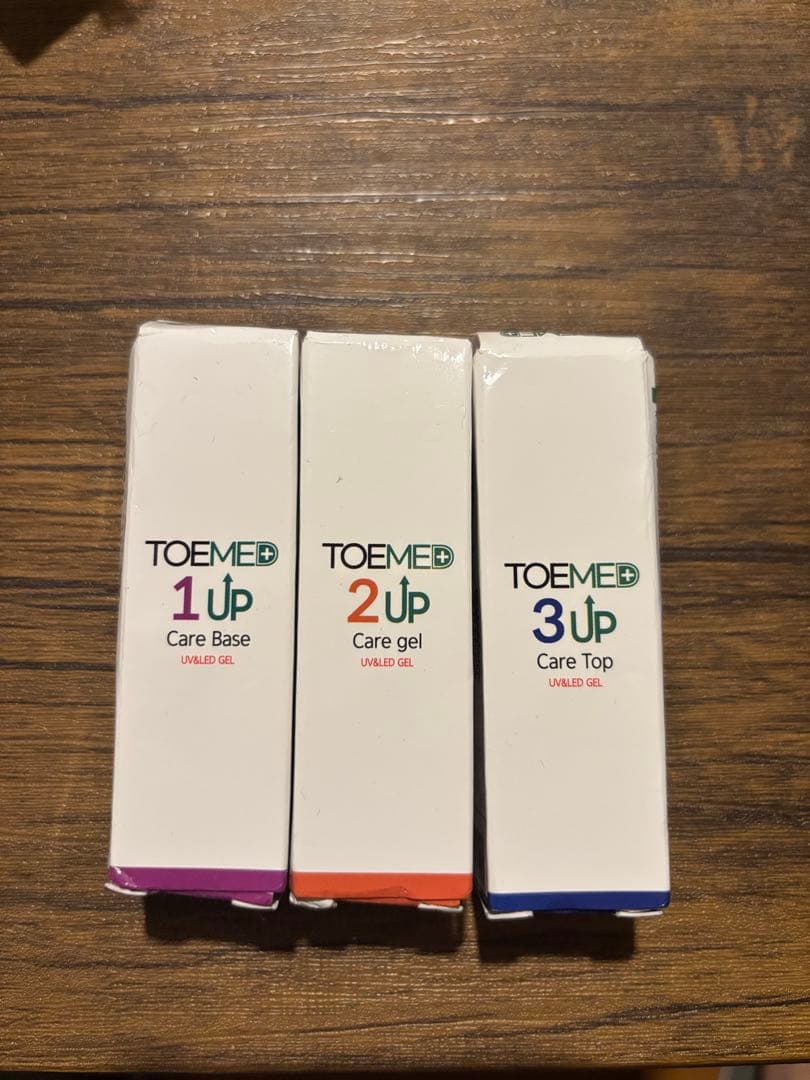 TOEMED
1 UP
Care Base
UV&LED GEL
TOEMED
2 UP
Care gel
UV&LED GEL
TOEMED
3 UP
Care Top
UV&LED GEL